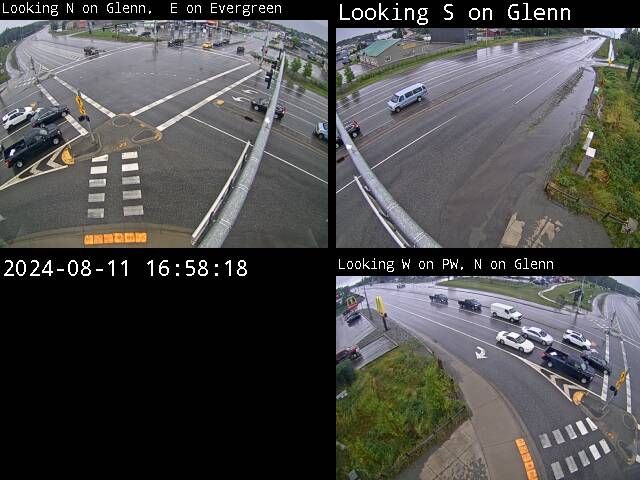 Looking N on Glenn,  E on Evergreen
Looking S on Glenn
2024-08-11 16:58:18
Looking W on PW, N on Glenn